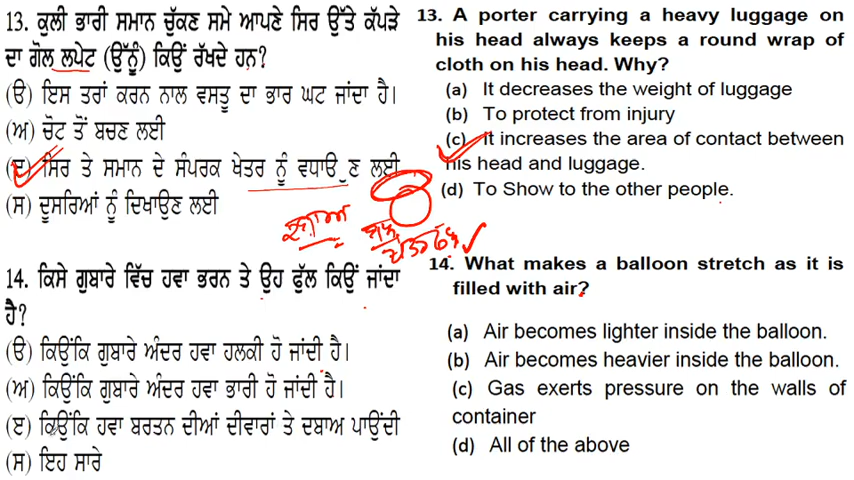 13. ਕੁਲੀ ਭਾਰੀ ਸਮਾਨ ਚੁੱਕਣ ਸਮੇ ਆਪਣੇ ਸਿਰ ਉੱਤੇ ਕੱਪੜੇ
ਦਾ ਗੋਲ ਲਪੇਟ (ਉੱਨੂੰ) ਕਿਉਂ ਰੱਖਦੇ ਹਨ?
(ੳ) ਇਸ ਤਰਾਂ ਕਰਨ ਨਾਲ ਵਸਤੂ ਦਾ ਭਾਰ ਘਟ ਜਾਂਦਾ ਹੈ।
(ਅ) ਚੋਟ ਤੋਂ ਬਚਣ ਲਈ
(ੲ) ਸਿਰ ਤੇ ਸਮਾਨ ਦੇ ਸੰਪਰਕ ਖੇਤਰ ਨੂੰ ਵਧਾਉਣ ਲਈ
(ਸ) ਦੂਸਰਿਆਂ ਨੂੰ ਦਿਖਾਉਣ ਲਈ
14. ਕਿਸੇ ਗੁਬਾਰੇ ਵਿੱਚ ਹਵਾ ਭਰਨ ਤੇ ਉਹ ਫੁੱਲ ਕਿਉਂ ਜਾਂਦਾ
ਹੈ?
(ੳ) ਕਿਉਂਕਿ ਗੁਬਾਰੇ ਅੰਦਰ ਹਵਾ ਹਲਕੀ ਹੋ ਜਾਂਦੀ ਹੈ।
(ਅ) ਕਿਉਂਕਿ ਗੁਬਾਰੇ ਅੰਦਰ ਹਵਾ ਭਾਰੀ ਹੋ ਜਾਂਦੀ ਹੈ।
(ੲ) ਕਿਉਂਕਿ ਹਵਾ ਬਰਤਨ ਦੀਆਂ ਦੀਵਾਰਾਂ ਤੇ ਦਬਾਅ ਪਾਉਂਦੀ
(ਸ) ਇਹ ਸਾਰੇ
13. A porter carrying a heavy luggage on
his head always keeps a round wrap of
cloth on his head. Why?
(a) It decreases the weight of luggage
(b) To protect from injury
(c) It increases the area of contact between
his head and luggage.
(d) To Show to the other people.
14. What makes a balloon stretch as it is
filled with air?
(a) Air becomes lighter inside the balloon.
(b) Air becomes heavier inside the balloon.
(c) Gas exerts pressure on the walls of
container
(d) All of the above